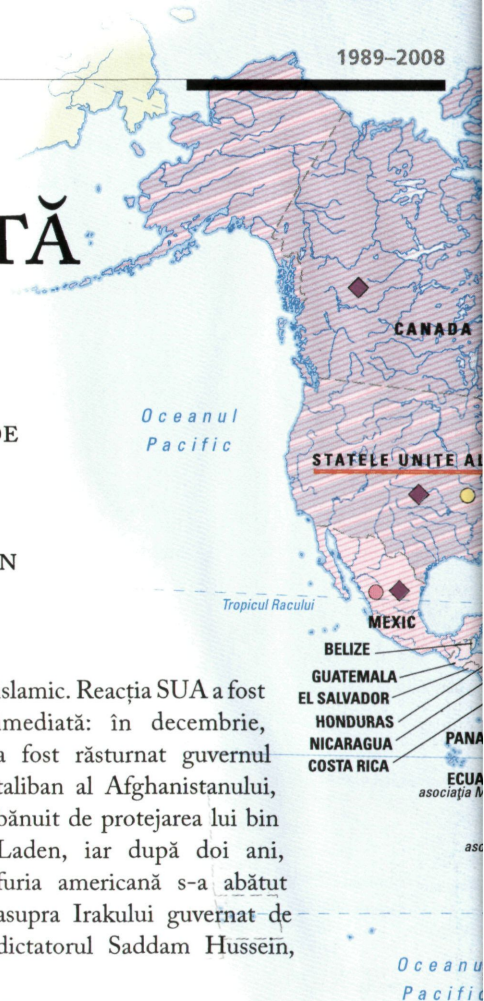 1989–2008
TĂ
CANADA
Oceanul
Pacific
DE
STATELE UNITE AL
N
Tropicul Racului
MEXIC
BELIZE
GUATEMALA
EL SALVADOR
HONDURAS
NICARAGUA
COSTA RICA
PANA
ECUA
asociația M
asc
islamic. Reacția SUA a fost
imediată: în decembrie,
a fost răsturnat guvernul
taliban al Afghanistanului,
bănuit de protejarea lui bin
Laden, iar după doi ani,
furia americană s-a abătut
asupra Irakului guvernat de
dictatorul Saddam Hussein,
Oceanu
Pacific